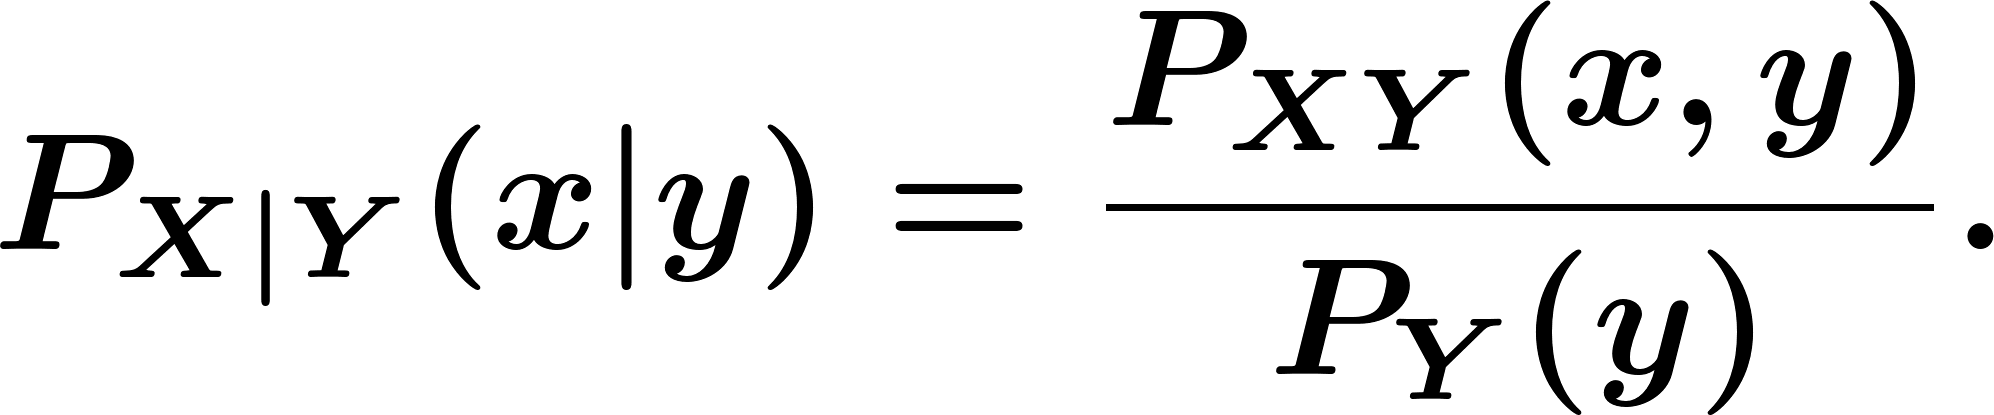 P_{X|Y}(x|y) = \frac{P_{XY}(x, y)}{P_Y(y)}.